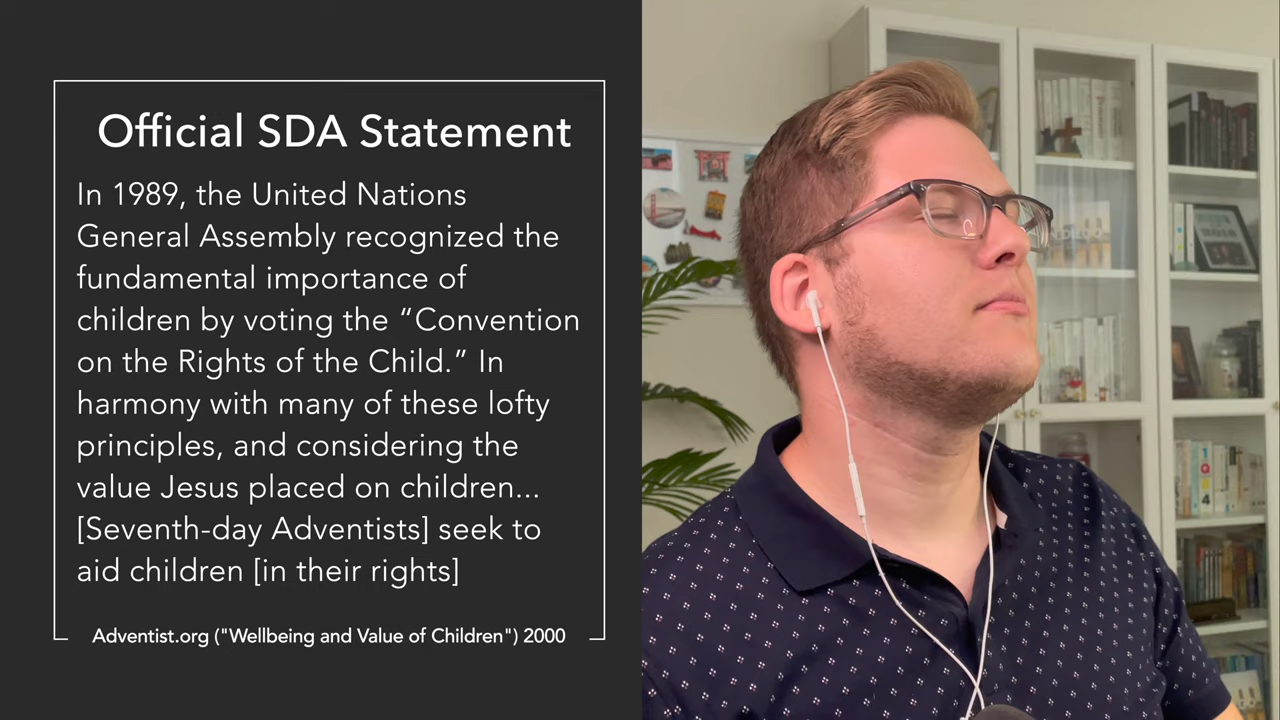 Official SDA Statement
In 1989, the United Nations
General Assembly recognized the
fundamental importance of
children by voting the “Convention
on the Rights of the Child.” In
harmony with many of these lofty
principles, and considering the
value Jesus placed on children...
[Seventh-day Adventists] seek to
aid children [in their rights]
Adventist.org ("Wellbeing and Value of Children") 2000